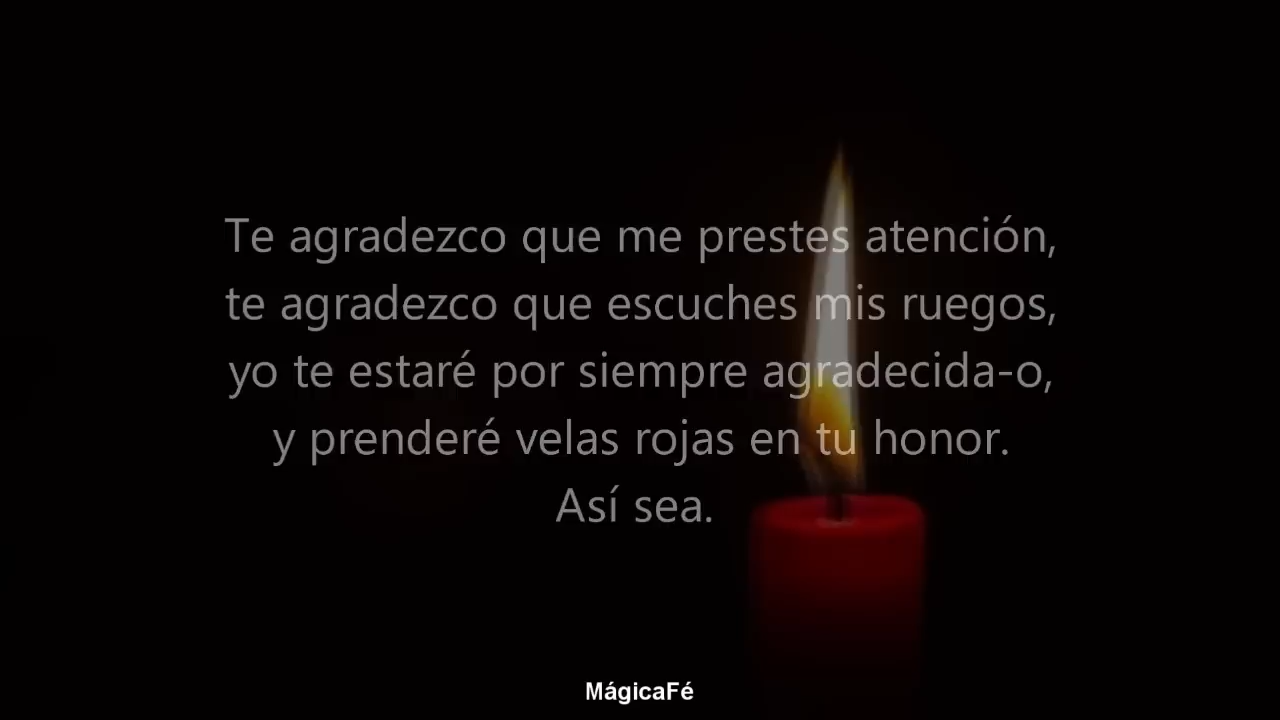 Te agradezco que me prestes atención,
te agradezco que escuches mis ruegos,
yo te estaré por siempre agradecida-o,
y prenderé velas rojas en tu honor.
Así sea.
MágicaFé